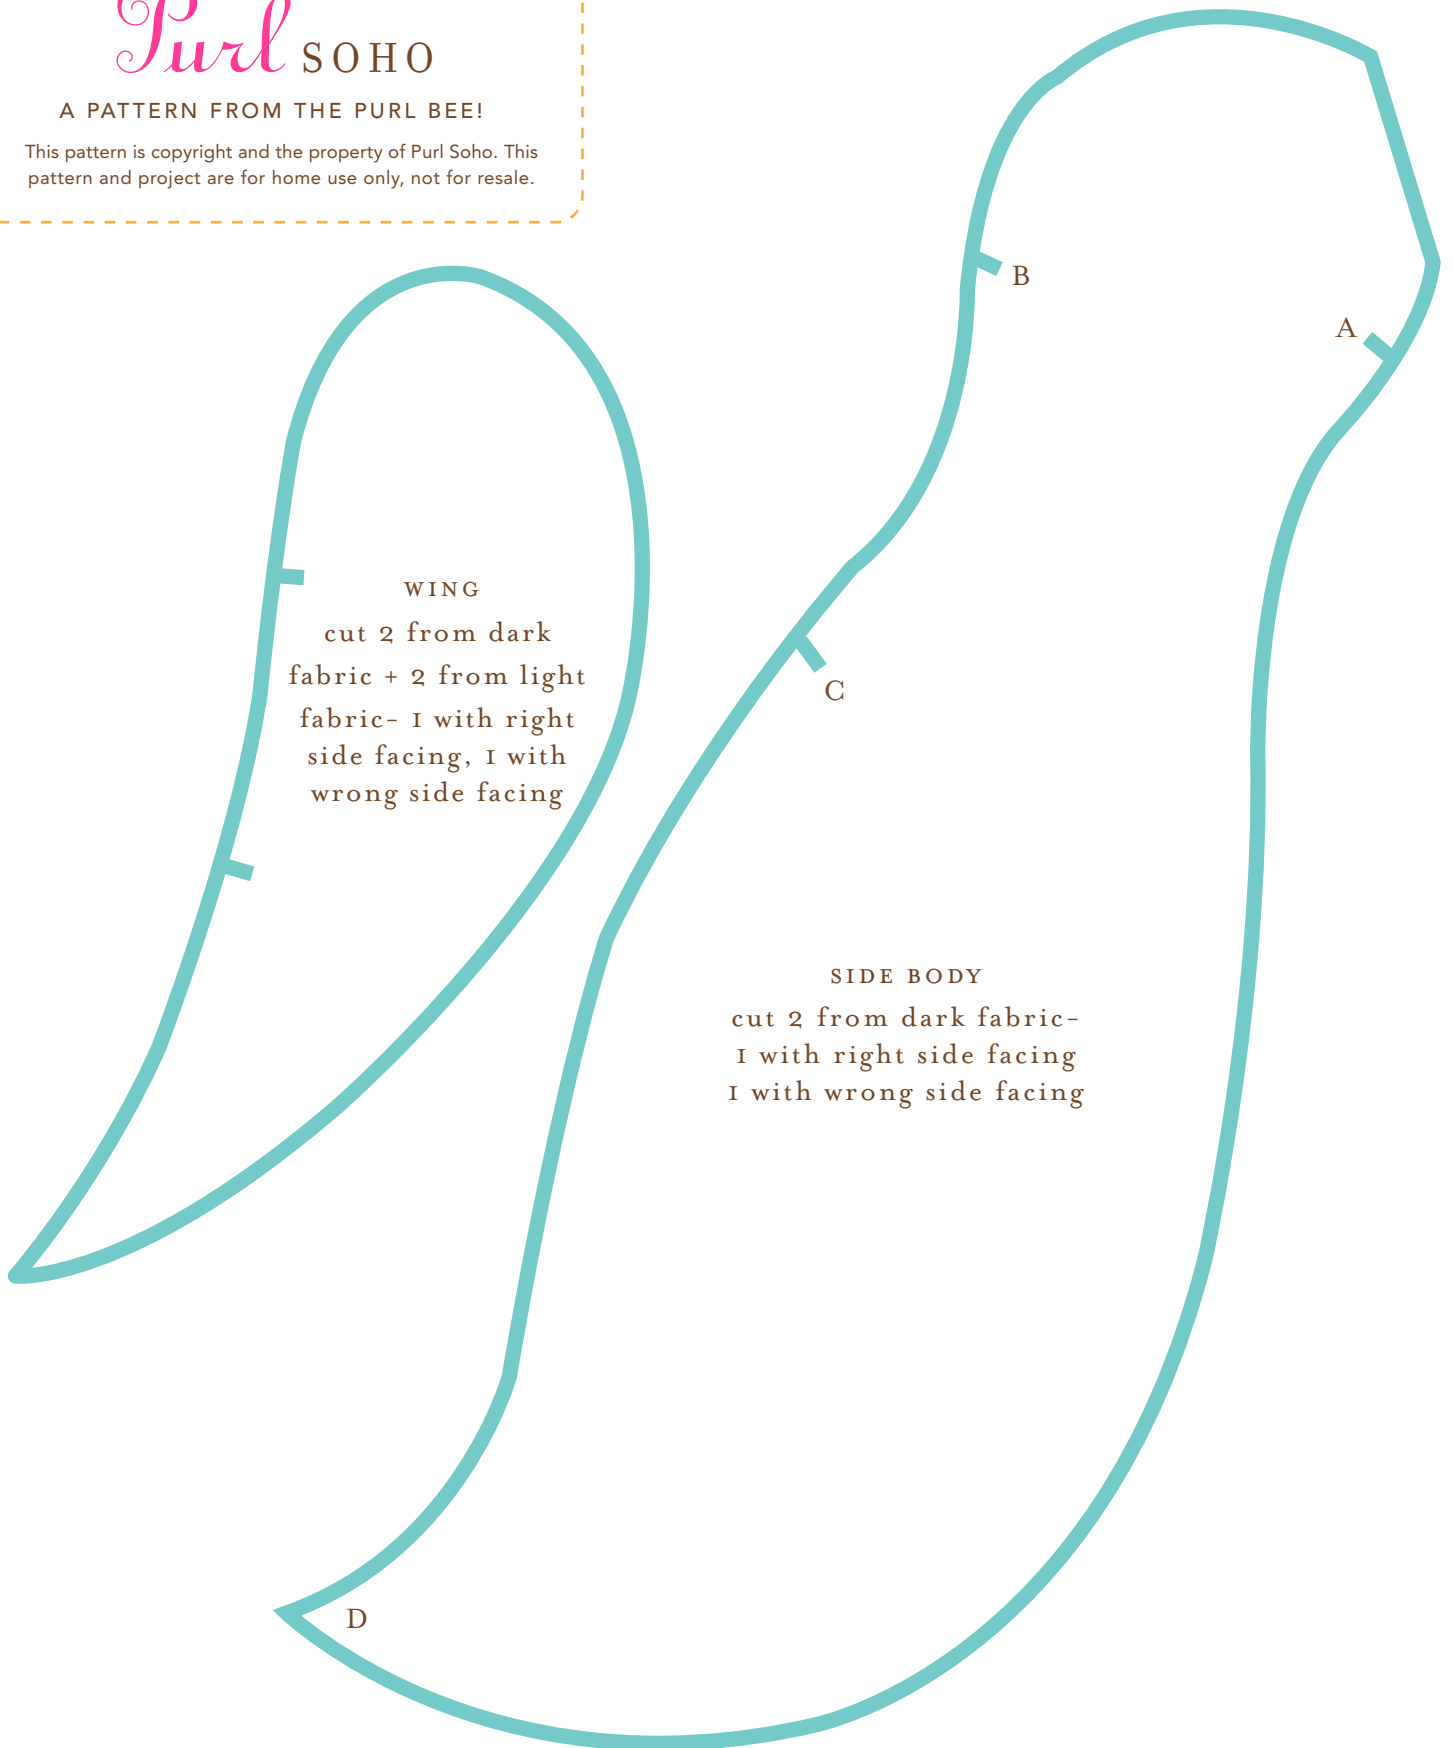 Purl SOHO
A PATTERN FROM THE PURL BEE!
This pattern is copyright and the property of Purl Soho. This
pattern and project are for home use only, not for resale.
B
A
WING
cut 2 from dark
fabric + 2 from light
fabric- 1 with right
side facing, 1 with
wrong side facing
C
SIDE BODY
cut 2 from dark fabric-
1 with right side facing
1 with wrong side facing
D